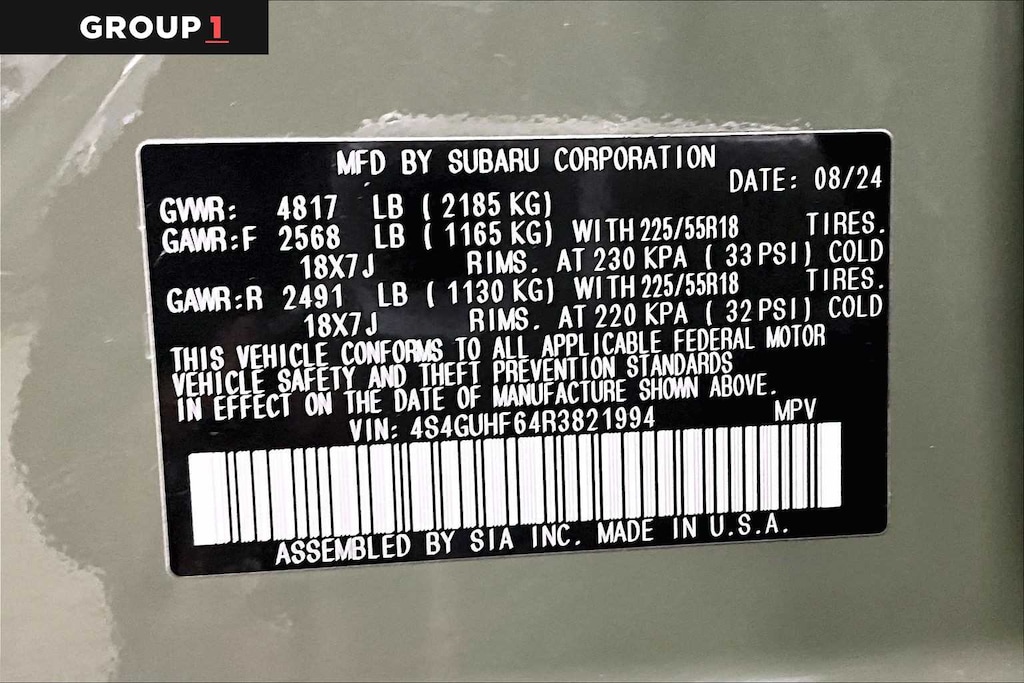 GROUP 1
MFD BY SUBARU CORPORATION
DATE: 08/24
GVWR: 4817 LB (2185 KG)
GAWR:F 2568 LB (1165 KG) WITH 225/55R18 TIRES.
18X7J RIMS. AT 230 KPA (33 PSI) COLD
GAWR:R 2491 LB (1130 KG) WITH 225/55R18 TIRES.
18X7J RIMS. AT 220 KPA (32 PSI) COLD
THIS VEHICLE CONFORMS TO ALL APPLICABLE FEDERAL MOTOR
VEHICLE SAFETY AND THEFT PREVENTION STANDARDS
IN EFFECT ON THE DATE OF MANUFACTURE SHOWN ABOVE.
VIN: 4S4GUHF64R3821994 MPV
ASSEMBLED BY SIA INC. MADE IN U.S.A.